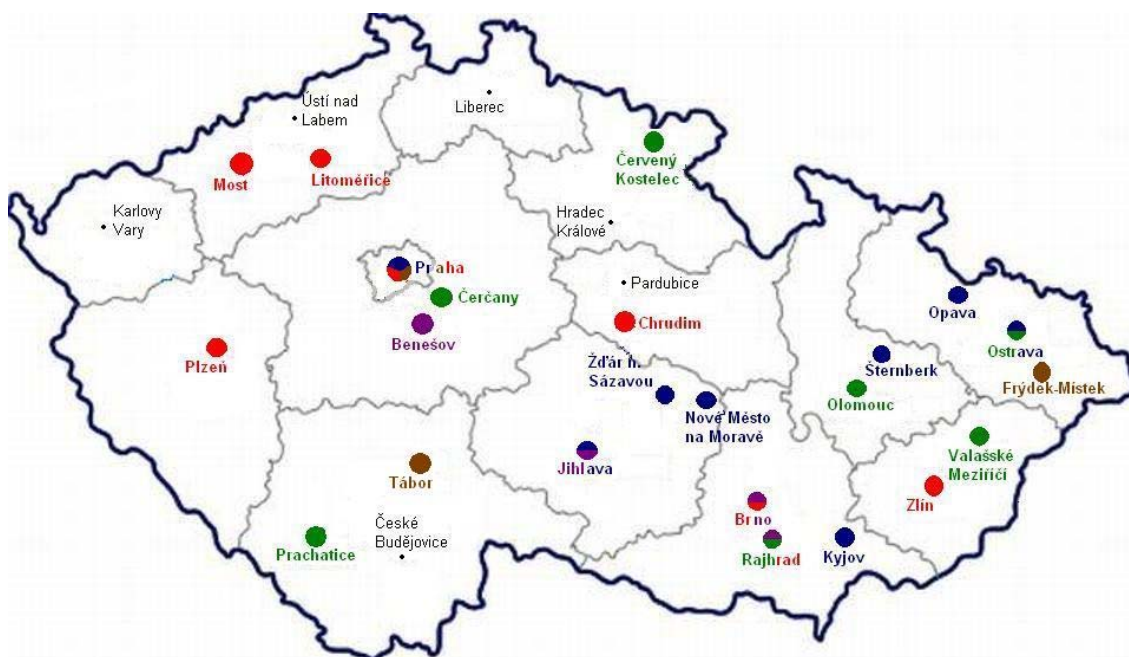 Ústí nad
Labem
Liberec
Most
Litoměřice
Červený
Kostelec
Karlovy
Vary
Hradec
Králové
Praha
Pardubice
Čerčany
Opava
Benešov
Chrudim
Ostrava
Plzeň
Žďár n.
Sázavou
Šternberk
Frýdek-Místek
Olomouc
Nové Město
na Moravě
Valašské
Meziříčí
Jihlava
Tábor
Zlín
Brno
České
Budějovice
Prachatice
Rajhrad
Kyjov